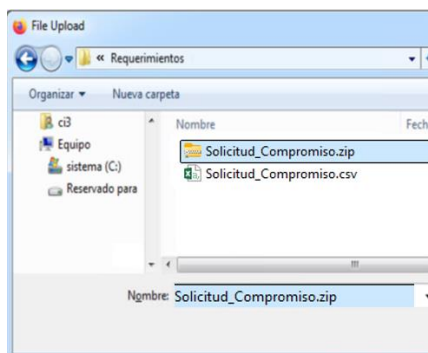 File Upload
« Requerimientos
Organizar Nueva carpeta
ci3
Equipo
sistema (C:)
Reservado para
Nombre Fech
Solicitud_Compromiso.zip
Solicitud_Compromiso.csv
Nombre: Solicitud_Compromiso.zip